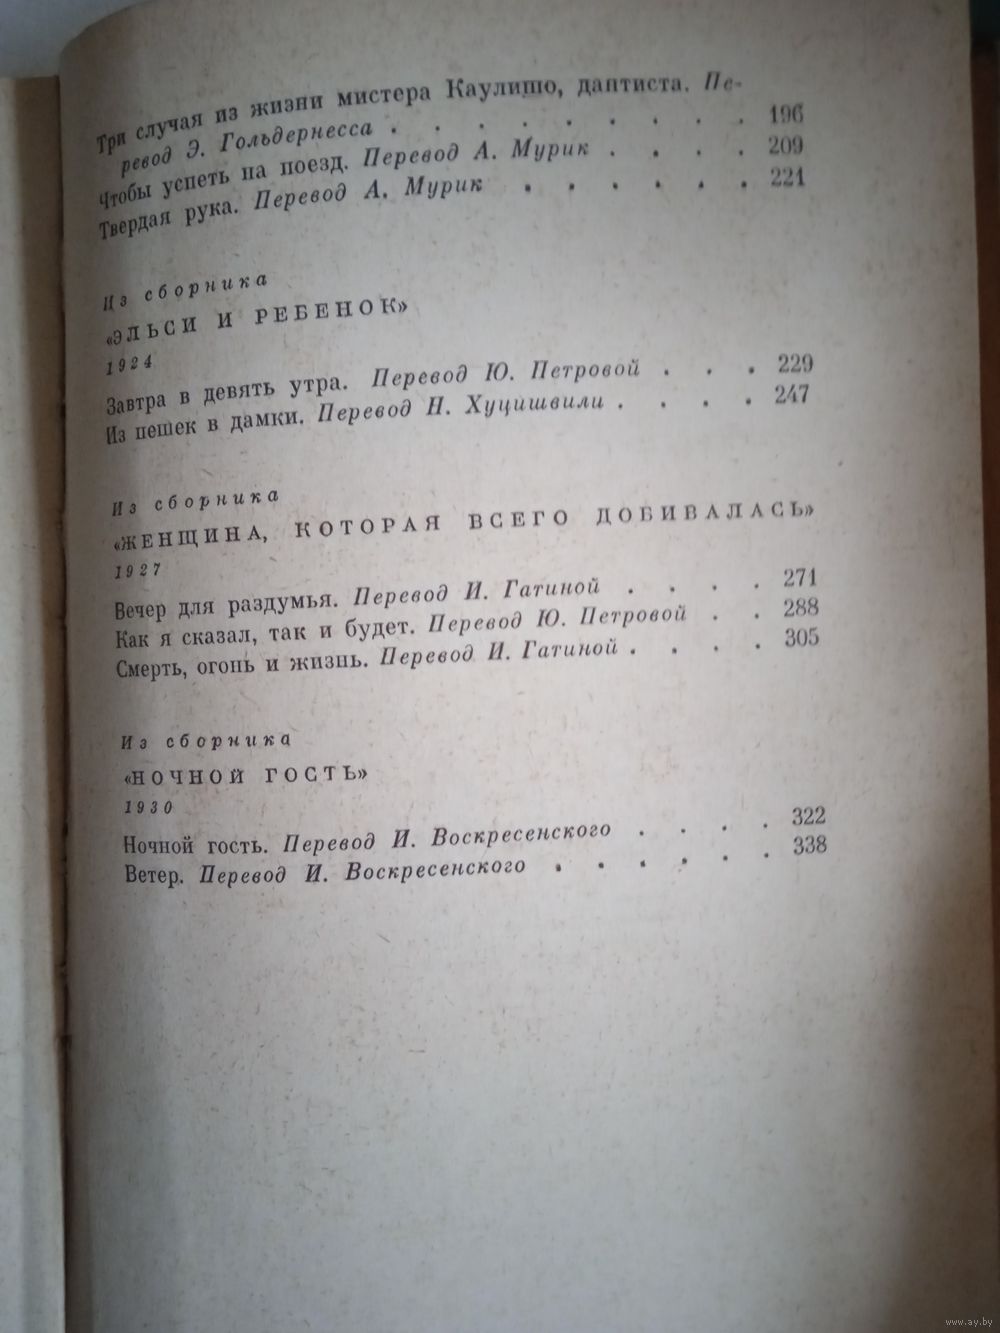 Три случая из жизни мистера Каулишо, дантиста. Пе-
ревод Э. Гольдернесса . . . . . . . . . 196
Чтобы успеть на поезд. Перевод А. Мурик . . . . 209
Твердая рука. Перевод А. Мурик . . . . . . 221
Из сборника
«ЭЛЬСИ И РЕБЕНОК»
1924
Завтра в девять утра. Перевод Ю. Петровой . . . 229
Из пешек в дамки. Перевод Н. Хуцишвили . . . . 247
Из сборника
«ЖЕНЩИНА, КОТОРАЯ ВСЕГО ДОБИВАЛАСЬ»
1927
Вечер для раздумья. Перевод И. Гатиной . . . . 271
Как я сказал, так и будет. Перевод Ю. Петровой . . 288
Смерть, огонь и жизнь. Перевод И. Гатиной . . . . 305
Из сборника
«НОЧНОЙ ГОСТЬ»
1930
Ночной гость. Перевод И. Воскресенского . . . . 322
Ветер. Перевод И. Воскресенского . . . . . . 338
www.ay.by